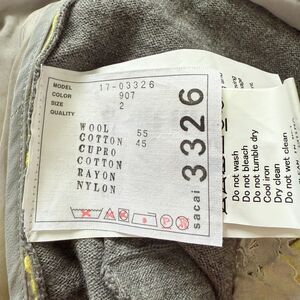 MODEL 17-03326
COLOR 907
SIZE 2
QUALITY
WOOL 55
COTTON 45
CUPRO
COTTON
RAYON
NYLON
sacai 3326
Do not wash
Do not bleach
Do not tumble dry
Cool iron
Dry clean
Do not wet clean